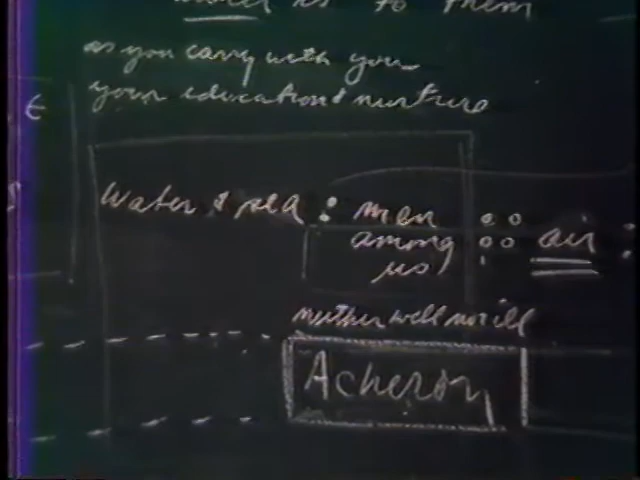 is to them
as you carry with you
your education & nurture
€
Water & sea : men among us :: air :
neither well nor ill
Acheron